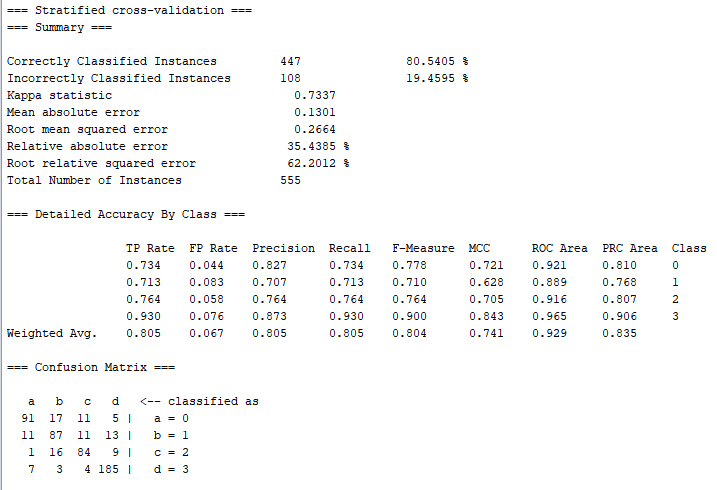 === Stratified cross-validation ===
=== Summary ===
Correctly Classified Instances 447 80.5405 %
Incorrectly Classified Instances 108 19.4595 %
Kappa statistic 0.7337
Mean absolute error 0.1301
Root mean squared error 0.2664
Relative absolute error 35.4385 %
Root relative squared error 62.2012 %
Total Number of Instances 555
=== Detailed Accuracy By Class ===
TP Rate FP Rate Precision Recall F-Measure MCC ROC Area PRC Area Class
0.734 0.044 0.827 0.734 0.778 0.721 0.921 0.810 0
0.713 0.083 0.707 0.713 0.710 0.628 0.889 0.768 1
0.764 0.058 0.764 0.764 0.764 0.705 0.916 0.807 2
0.930 0.076 0.873 0.930 0.900 0.843 0.965 0.906 3
Weighted Avg. 0.805 0.067 0.805 0.805 0.804 0.741 0.929 0.835
=== Confusion Matrix ===
a b c d <-- classified as
91 17 11 5 | a = 0
11 87 11 13 | b = 1
1 16 84 9 | c = 2
7 3 4 185 | d = 3